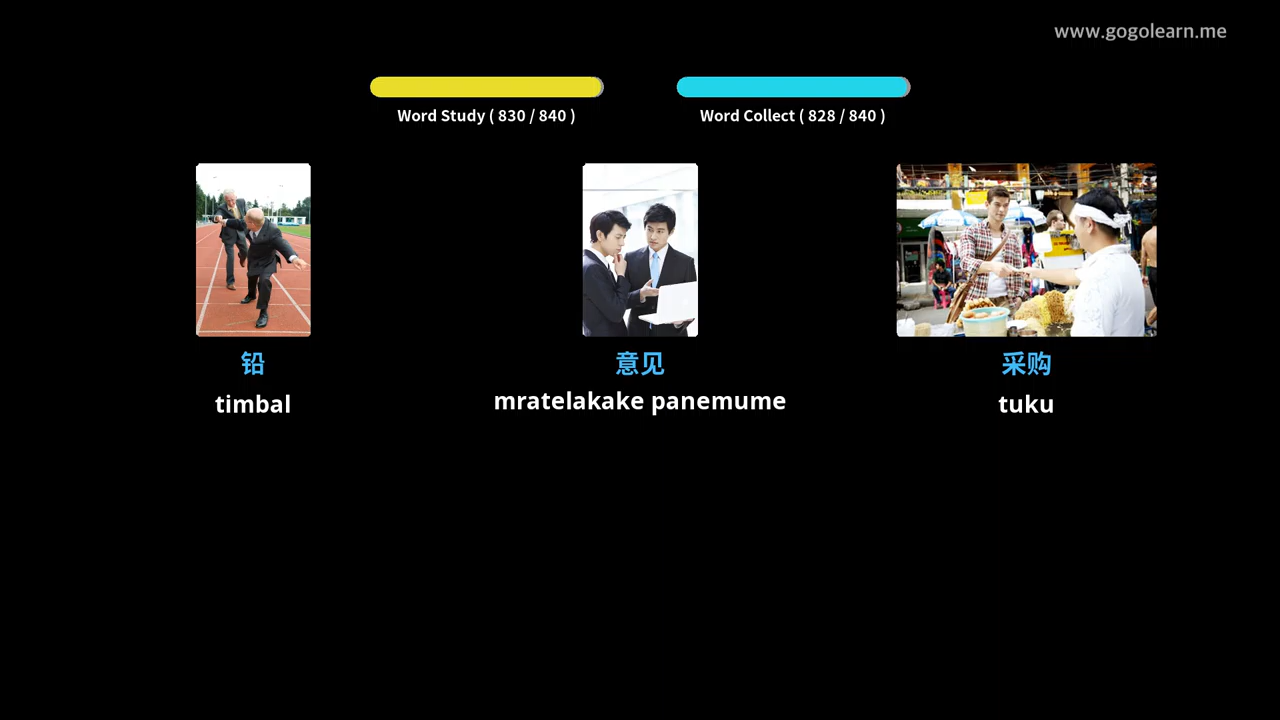 www.gogolearn.me
Word Study ( 830 / 840 )
Word Collect ( 828 / 840 )
铅
意见
采购
timbal
mratelakake panemume
tuku